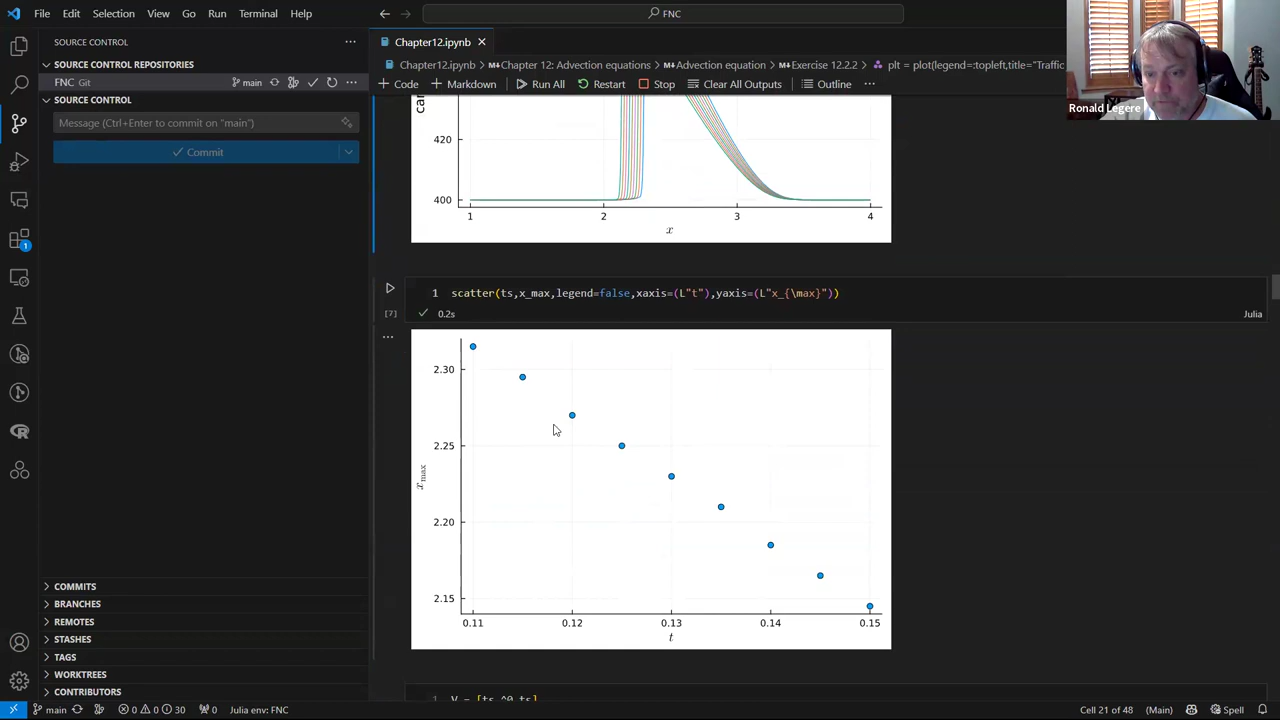 File Edit Selection View Go Run Terminal Help
FNC
SOURCE CONTROL
SOURCE CONTROL REPOSITORIES
FNC Git
main
SOURCE CONTROL
Message (Ctrl+Enter to commit on "main")
Commit
COMMITS
BRANCHES
REMOTES
STASHES
TAGS
WORKTREES
CONTRIBUTORS
1
chapter12.ipynb
Chapter 12: Advection equations > Advection equation > Exercise 12.2.2 > plt = plot(legend=:topleft,title="Traffic
Code Markdown Run All Restart Stop Clear All Outputs Outline
420
400
1 2 3 4
x
1 scatter(ts,x_max,legend=false,xaxis=(L"t"),yaxis=(L"x_{\max}"))
[7] 0.2s Julia
2.30
2.25
2.20
2.15
x max
0.11 0.12 0.13 0.14 0.15
t
Ronald Legere
main 0 0 30 0 Julia env: FNC Cell 21 of 48 (Main) Spell